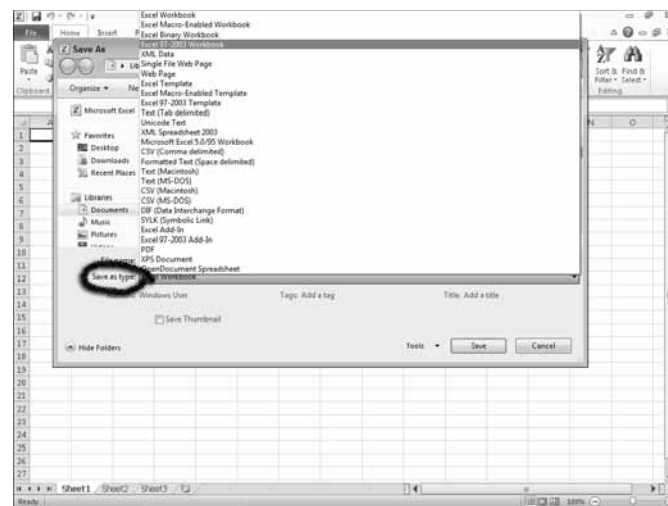 Excel Workbook
Excel Macro-Enabled Workbook
Excel Binary Workbook
Excel 97-2003 Workbook
XML Data
Single File Web Page
Web Page
Excel Template
Excel Macro-Enabled Template
Excel 97-2003 Template
Text (Tab delimited)
Unicode Text
XML Spreadsheet 2003
Microsoft Excel 5.0/95 Workbook
CSV (Comma delimited)
Formatted Text (Space delimited)
Text (Macintosh)
Text (MS-DOS)
CSV (Macintosh)
CSV (MS-DOS)
DIF (Data Interchange Format)
SYLK (Symbolic Link)
Excel Add-In
Excel 97-2003 Add-In
PDF
XPS Document
OpenDocument Spreadsheet
Excel Workbook
File Home Insert
Paste
Clipboard
Sort & Find &
Filter Select
Editing
Save As
Lib
Organize Ne
Microsoft Excel
Favorites
Desktop
Downloads
Recent Places
Libraries
Documents
Music
Pictures
File name:
Save as type:
Windows User Tags: Add a tag Title: Add a title
Save Thumbnail
Hide Folders Tools Save Cancel
N O
1
2
3
4
5
6
7
8
9
10
11
12
13
14
15
16
17
18
19
20
21
22
23
24
25
26
27
Sheet1 Sheet2 Sheet3
Ready 100%